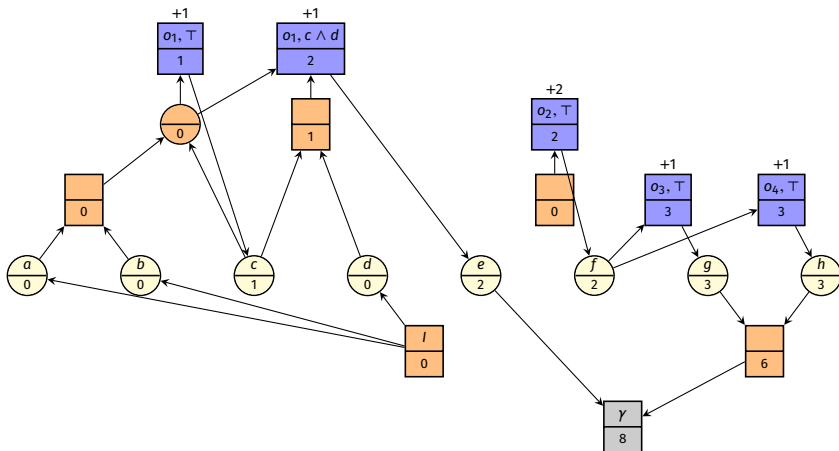 +1 +1
o₁, ⊤ o₁, c ∧ d
1 2
+2
o₂, ⊤
0 1 2
+1 +1
o₃, ⊤ o₄, ⊤
0 0 3 3
a b c d e f g h
0 0 1 0 2 2 3 3
I
0 6
γ
8